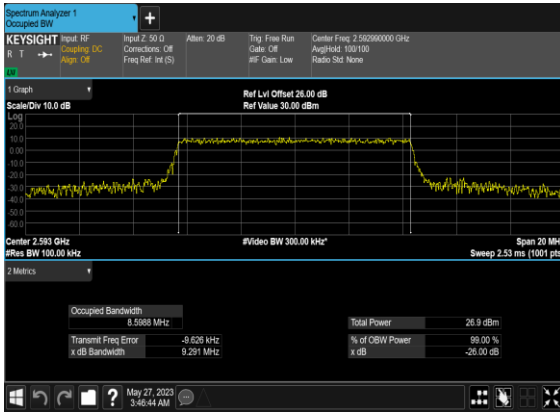 Spectrum Analyzer 1
Occupied BW
+
KEYSIGHT Input: RF Input Z: 50 Ω Atten: 20 dB Trig: Free Run Center Freq: 2.592990000 GHz
R T Coupling: DC Corrections: Off Gate: Off Avg|Hold: 100/100
Align: Off Freq Ref: Int (S) #IF Gain: Low Radio Std: None
LW
1 Graph Ref Lvl Offset 26.00 dB
Scale/Div 10.0 dB Ref Value 30.00 dBm
Log
20.0
10.0
0.00
-10.0
-20.0
-30.0
-40.0
-50.0
-60.0
Center 2.593 GHz #Video BW 300.00 kHz* Span 20 MH
#Res BW 100.00 kHz Sweep 2.53 ms (1001 pts
2 Metrics
Occupied Bandwidth
8.5988 MHz Total Power 26.9 dBm
Transmit Freq Error -9.626 kHz % of OBW Power 99.00 %
x dB Bandwidth 9.291 MHz x dB -26.00 dB
? May 27, 2023
3:46:44 AM